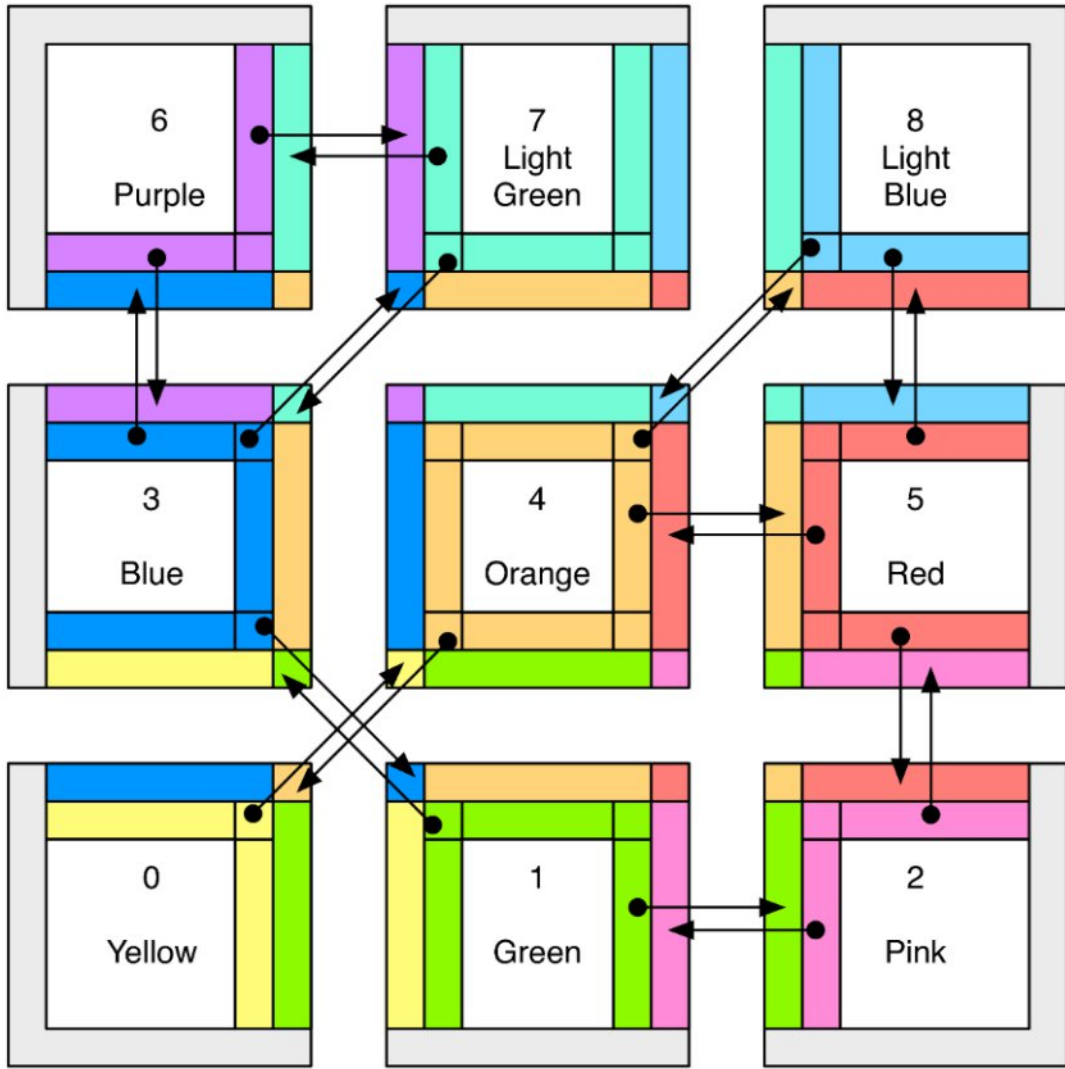 6
Purple
7
Light
Green
8
Light
Blue
3
Blue
4
Orange
5
Red
0
Yellow
1
Green
2
Pink